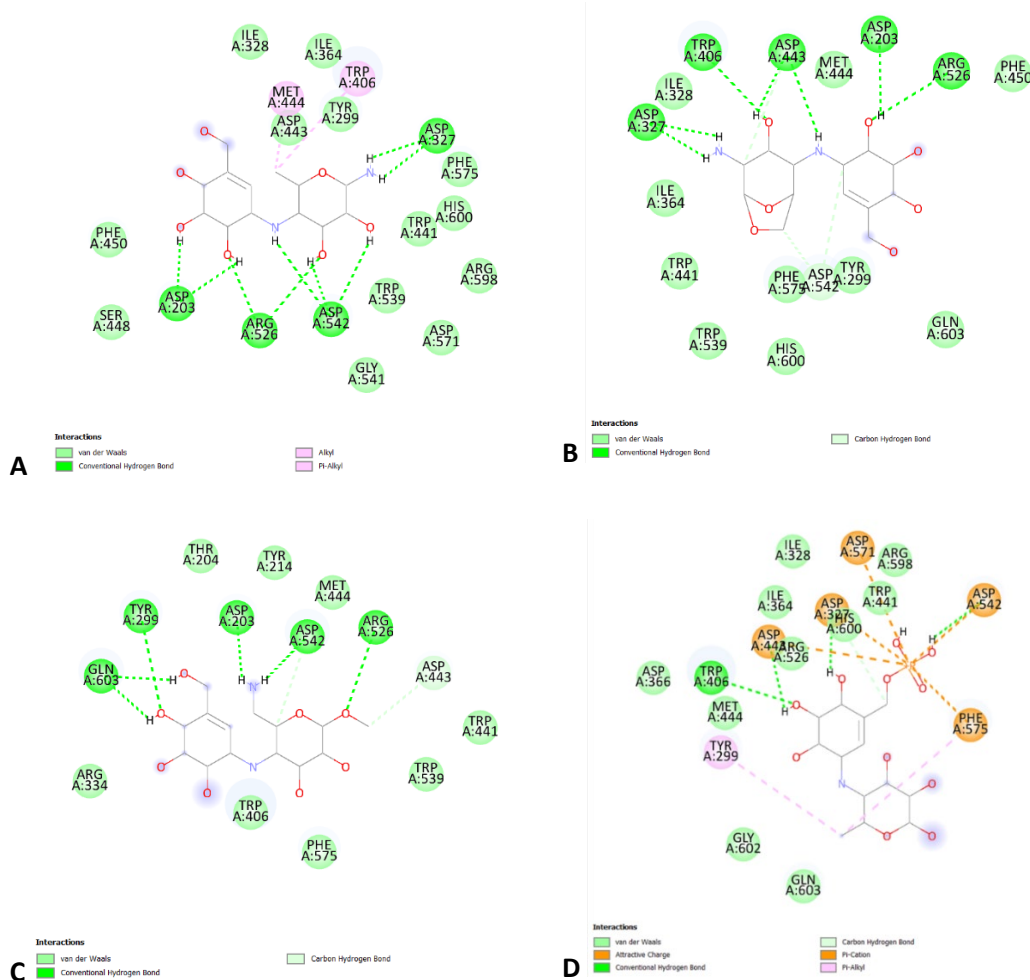 ILE
A:328
ILE
A:364
TRP
A:406
MET
A:444
TYR
A:299
ASP
A:443
ASP
A:327
PHE
A:575
HIS
A:600
TRP
A:441
PHE
A:450
ARG
A:598
TRP
A:539
ASP
A:203
ASP
A:542
ARG
A:526
SER
A:448
ASP
A:571
GLY
A:541
O
O
O
O
O
O
O
N
N
H
H
H
H
H
H
H
Interactions
van der Waals
Conventional Hydrogen Bond
Alkyl
Pi-Alkyl
A
ASP
A:203
TRP
A:406
ASP
A:443
MET
A:444
ARG
A:526
PHE
A:450
ILE
A:328
ASP
A:327
ILE
A:364
TRP
A:441
PHE
A:575
ASP
A:542
TYR
A:299
TRP
A:539
HIS
A:600
GLN
A:603
H
H
H
H
H
N
N
O
O
O
O
O
O
O
Interactions
van der Waals
Conventional Hydrogen Bond
Carbon Hydrogen Bond
B
THR
A:204
TYR
A:214
MET
A:444
TYR
A:299
ASP
A:203
ASP
A:542
ARG
A:526
GLN
A:603
ASP
A:443
TRP
A:441
ARG
A:334
TRP
A:539
TRP
A:406
PHE
A:575
H
H
H
H
N
N
O
O
O
O
O
O
O
O
Interactions
van der Waals
Conventional Hydrogen Bond
Carbon Hydrogen Bond
C
ILE
A:328
ASP
A:571
ARG
A:598
ILE
A:364
TRP
A:441
ASP
A:542
ASP
A:327
HIS
A:600
ASP
A:443
ARG
A:526
ASP
A:366
TRP
A:406
MET
A:444
PHE
A:575
TYR
A:299
GLY
A:602
GLN
A:603
H
H
H
H
O
O
O
O
O
O
O
O
O
O
O
N
Interactions
van der Waals
Attractive Charge
Conventional Hydrogen Bond
Carbon Hydrogen Bond
Pi-Cation
Pi-Alkyl
D